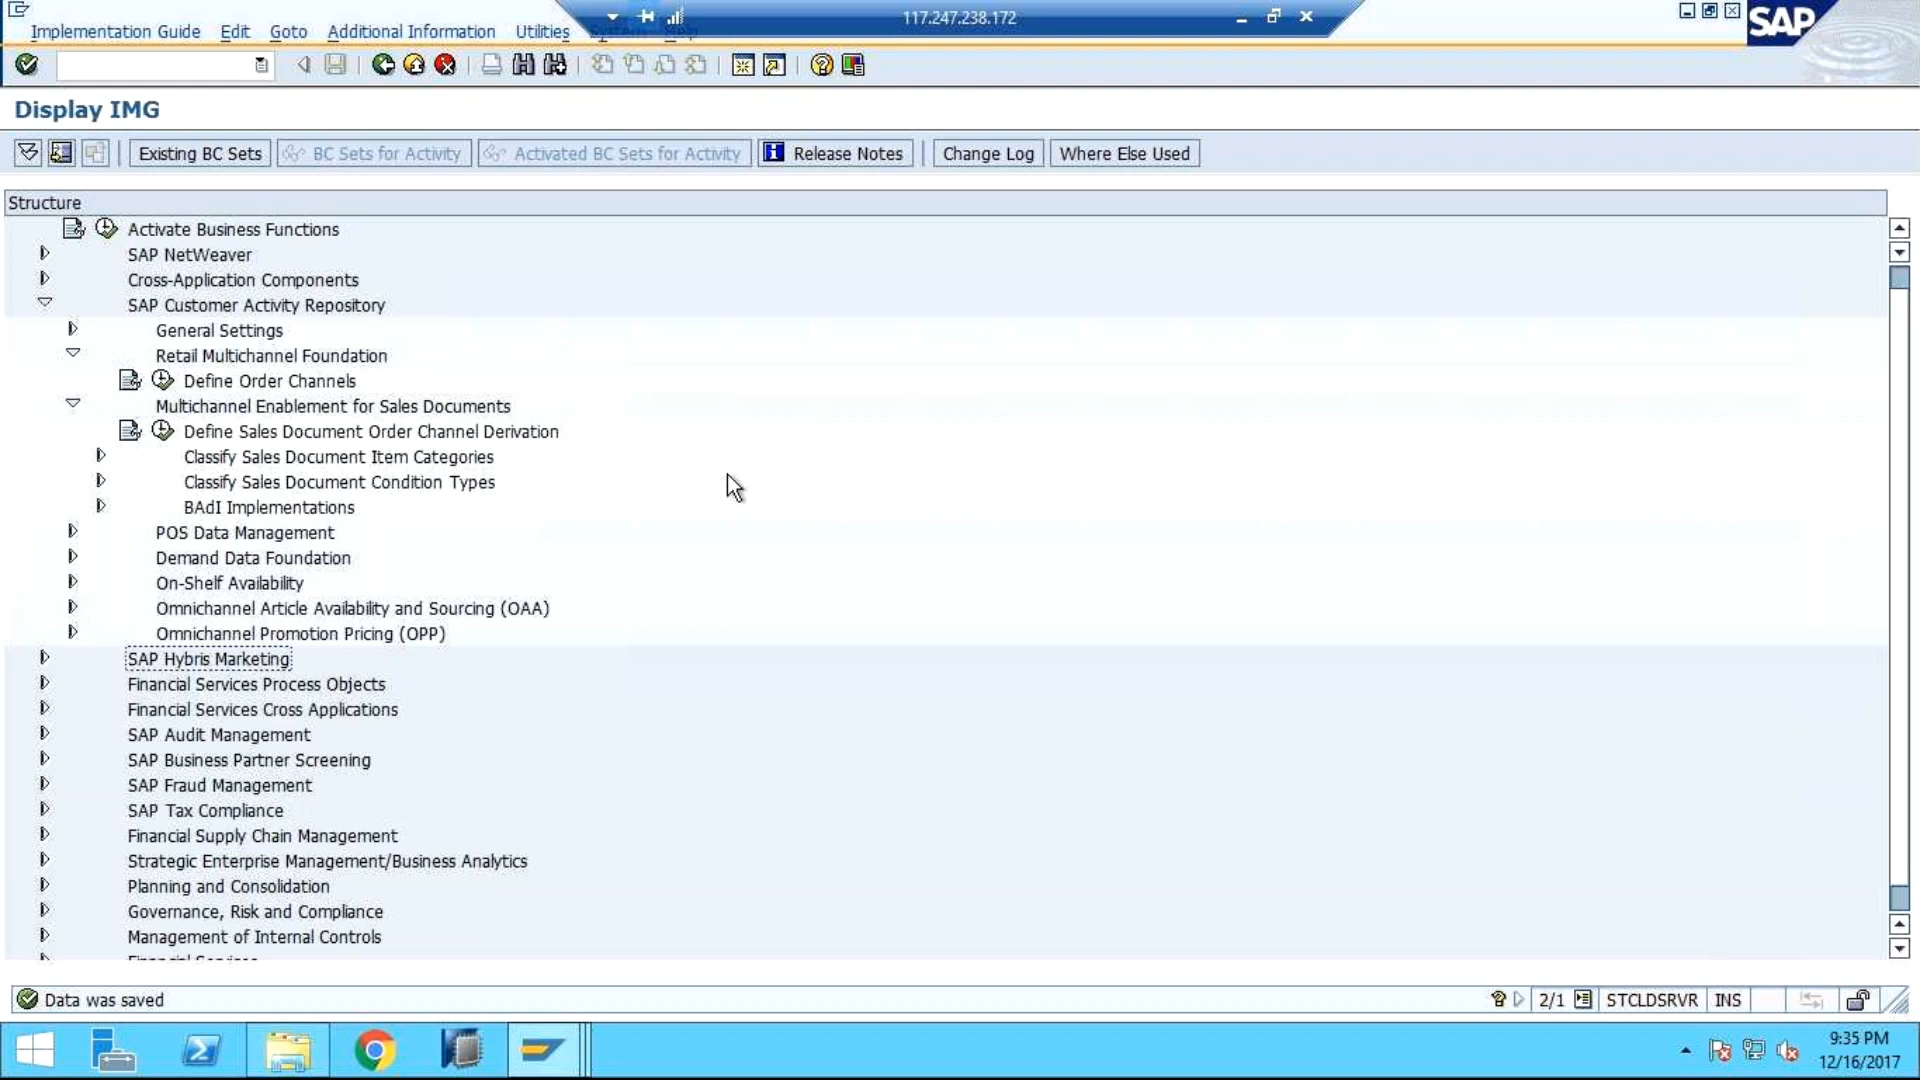 117.247.238.172
Implementation Guide Edit Goto Additional Information Utilities
SAP
Display IMG
Existing BC Sets BC Sets for Activity Activated BC Sets for Activity Release Notes Change Log Where Else Used
Structure
Activate Business Functions
SAP NetWeaver
Cross-Application Components
SAP Customer Activity Repository
General Settings
Retail Multichannel Foundation
Define Order Channels
Multichannel Enablement for Sales Documents
Define Sales Document Order Channel Derivation
Classify Sales Document Item Categories
Classify Sales Document Condition Types
BAdI Implementations
POS Data Management
Demand Data Foundation
On-Shelf Availability
Omnichannel Article Availability and Sourcing (OAA)
Omnichannel Promotion Pricing (OPP)
SAP Hybris Marketing
Financial Services Process Objects
Financial Services Cross Applications
SAP Audit Management
SAP Business Partner Screening
SAP Fraud Management
SAP Tax Compliance
Financial Supply Chain Management
Strategic Enterprise Management/Business Analytics
Planning and Consolidation
Governance, Risk and Compliance
Management of Internal Controls
Data was saved
2/1 STCLDSRVR INS
9:35 PM
12/16/2017